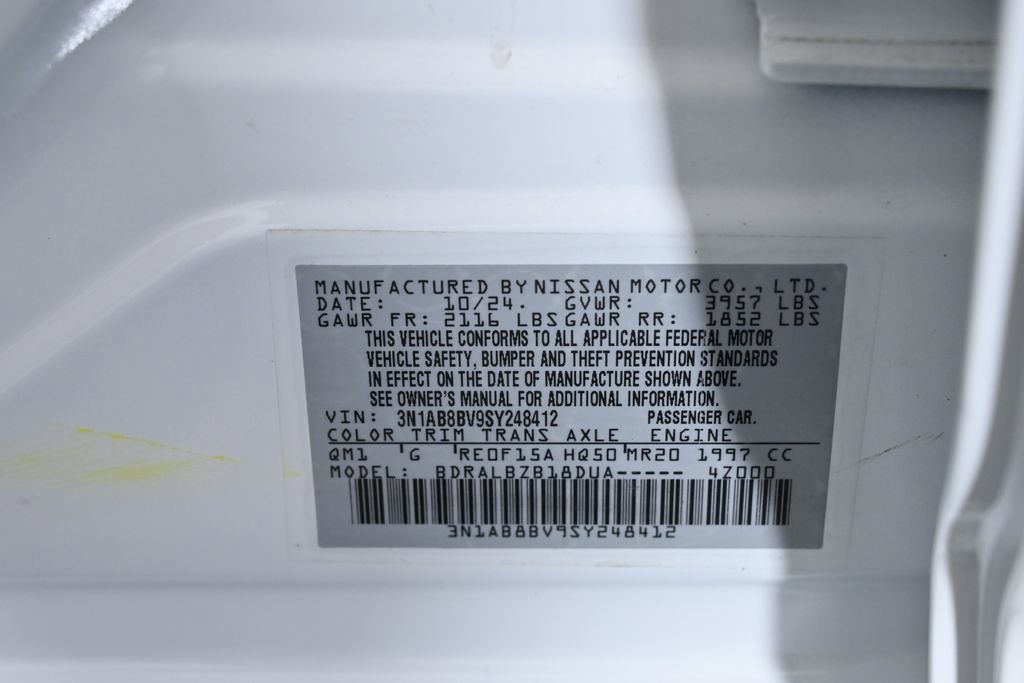 MANUFACTURED BY NISSAN MOTOR CO., LTD.
DATE: 10/24. GVWR: 3957 LBS
GAWR FR: 2116 LBS GAWR RR: 1852 LBS
THIS VEHICLE CONFORMS TO ALL APPLICABLE FEDERAL MOTOR
VEHICLE SAFETY, BUMPER AND THEFT PREVENTION STANDARDS
IN EFFECT ON THE DATE OF MANUFACTURE SHOWN ABOVE.
SEE OWNER'S MANUAL FOR ADDITIONAL INFORMATION.
VIN: 3N1AB8BV9SY248412 PASSENGER CAR.
COLOR TRIM TRANS AXLE ENGINE
QM1 G RE0F15A HQ50 MR20 1997 CC
MODEL: BDRALBZB18DUA----- 4Z000
3N1AB8BV9SY248412